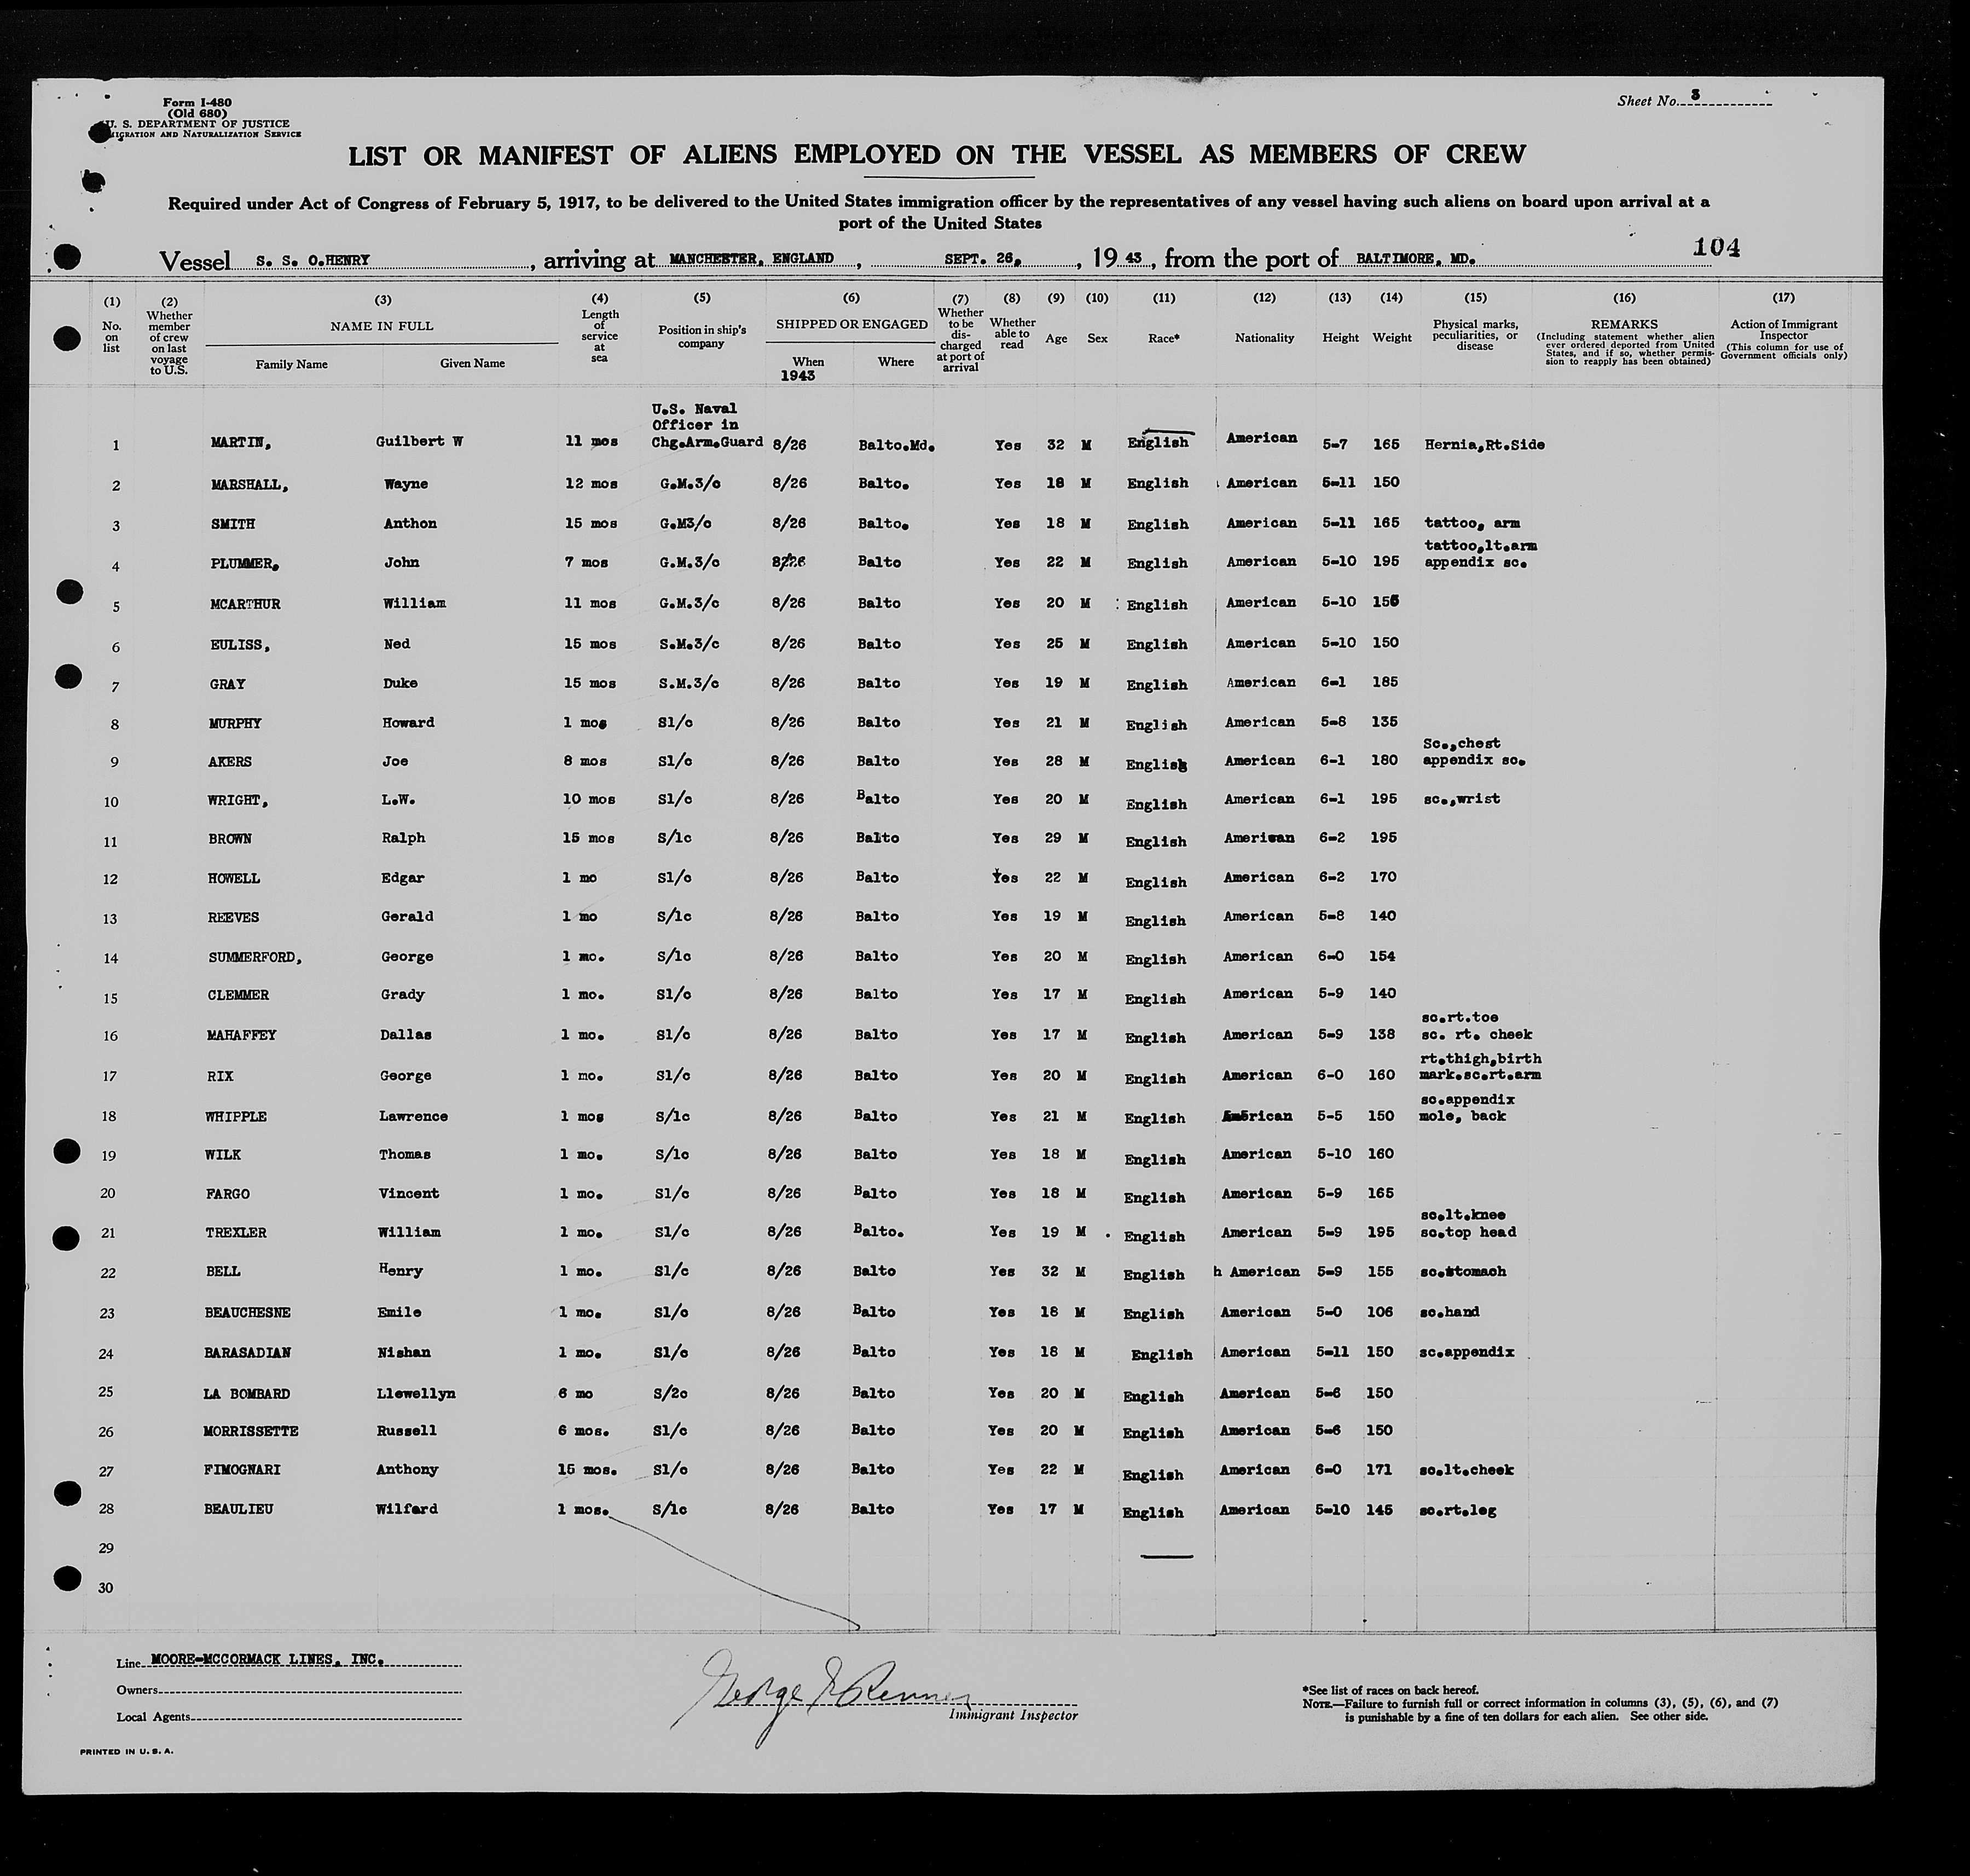 Form I-480
(Old 680)
U. S. DEPARTMENT OF JUSTICE
IMIGRATION AND NATURALIZATION SERVICE
Sheet No. 3
LIST OR MANIFEST OF ALIENS EMPLOYED ON THE VESSEL AS MEMBERS OF CREW
Required under Act of Congress of February 5, 1917, to be delivered to the United States immigration officer by the representatives of any vessel having such aliens on board upon arrival at a
port of the United States
104
Vessel S. S. O.HENRY, arriving at MANCHESTER, ENGLAND, SEPT. 26, 1943, from the port of BALTIMORE, MD.
(1) No. on list
(2) Whether member of crew on last voyage to U.S.
(3) NAME IN FULL Family Name Given Name
(4) Length of service at sea
(5) Position in ship's company
(6) SHIPPED OR ENGAGED When 1943 Where
(7) Whether to be discharged at port of arrival
(8) Whether able to read
(9) Age
(10) Sex
(11) Race*
(12) Nationality
(13) Height
(14) Weight
(15) Physical marks, peculiarities, or disease
(16) REMARKS (Including statement whether alien ever ordered deported from United States, and if so, whether permission to reapply has been obtained)
(17) Action of Immigrant Inspector (This column for use of Government officials only)
1 MARTIN, Guilbert W 11 mos U.S. Naval Officer in Chg.Arm.Guard 8/26 Balto.Md. Yes 32 M English American 5-7 165 Hernia,Rt.Side
2 MARSHALL, Wayne 12 mos G.M.3/c 8/26 Balto. Yes 18 M English American 5-11 150
3 SMITH Anthon 15 mos G.M3/c 8/26 Balto. Yes 18 M English American 5-11 165 tattoo, arm
4 PLUMMER, John 7 mos G.M.3/c 8/26 Balto Yes 22 M English American 5-10 195 tattoo,lt.arm appendix sc.
5 MCARTHUR William 11 mos G.M.3/c 8/26 Balto Yes 20 M English American 5-10
6 EULISS, Ned 15 mos S.M.3/c 8/26 Balto Yes 25 M English American 5-10 150
7 GRAY Duke 15 mos S.M.3/c 8/26 Balto Yes 19 M English American 6-1 185
8 MURPHY Howard 1 mos S1/c 8/26 Balto Yes 21 M English American 5-8 135
9 AKERS Joe 8 mos S1/c 8/26 Balto Yes 28 M English American 6-1 180 Sc.,chest appendix sc.
10 WRIGHT, L.W. 10 mos S1/c 8/26 Balto Yes 20 M English American 6-1 195 sc.,wrist
11 BROWN Ralph 15 mos S/1c 8/26 Balto Yes 29 M English American 6-2 195
12 HOWELL Edgar 1 mo S1/c 8/26 Balto Yes 22 M English American 6-2 170
13 REEVES Gerald 1 mo S/1c 8/26 Balto Yes 19 M English American 5-8 140
14 SUMMERFORD, George 1 mo. S/1c 8/26 Balto Yes 20 M English American 6-0 154
15 CLEMMER Grady 1 mo. S1/c 8/26 Balto Yes 17 M English American 5-9 140
16 MAHAFFEY Dallas 1 mo. S1/c 8/26 Balto Yes 17 M English American 5-9 138 sc.rt.toe sc. rt. cheek
17 RIX George 1 mo. S1/c 8/26 Balto Yes 20 M English American 6-0 160 rt.thigh,birth mark.sc.rt.arm
18 WHIPPLE Lawrence 1 mos S/1c 8/26 Balto Yes 21 M English American 5-5 150 sc.appendix mole, back
19 WILK Thomas 1 mo. S/1c 8/26 Balto Yes 18 M English American 5-10 160
20 FARGO Vincent 1 mo. S1/c 8/26 Balto Yes 18 M English American 5-9 165
21 TREXLER William 1 mo. S1/c 8/26 Balto. Yes 19 M English American 5-9 195 sc.lt.knee sc.top head
22 BELL Henry 1 mo. S1/c 8/26 Balto Yes 32 M English h American 5-9 155 sc.stomach
23 BEAUCHESNE Emile 1 mo. S1/c 8/26 Balto Yes 18 M English American 5-0 106 sc.hand
24 BARASADIAN Nishan 1 mo. S1/c 8/26 Balto Yes 18 M English American 5-11 150 sc.appendix
25 LA BOMBARD Llewellyn 6 mo S/2c 8/26 Balto Yes 20 M English American 5-6 150
26 MORRISSETTE Russell 6 mos. S1/c 8/26 Balto Yes 20 M English American 5-6 150
27 FIMOGNARI Anthony 15 mos. S1/c 8/26 Balto Yes 22 M English American 6-0 171 sc.lt.cheek
28 BEAULIEU Wilfard 1 mos. S/1c 8/26 Balto Yes 17 M English American 5-10 145 sc.rt.leg
29
30
Line MOORE-MCCORMACK LINES, INC.
Owners
Local Agents
George
Immigrant Inspector
*See list of races on back hereof.
NOTE.—Failure to furnish full or correct information in columns (3), (5), (6), and (7)
is punishable by a fine of ten dollars for each alien. See other side.
PRINTED IN U. S. A.